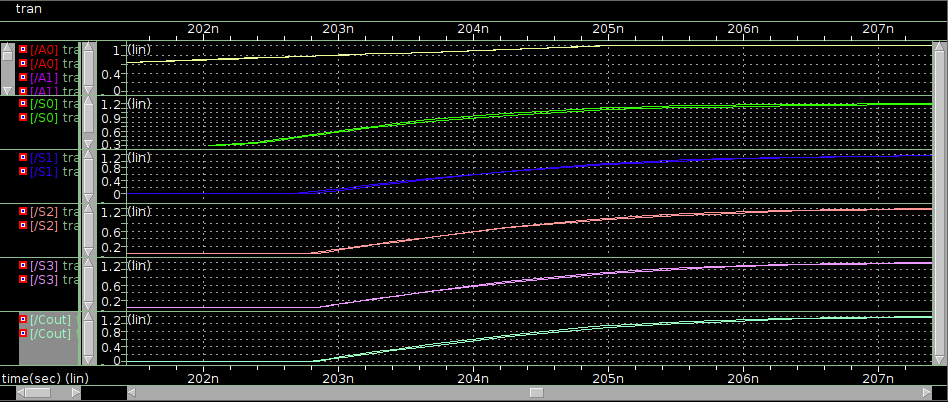 tran
202n 203n 204n 205n 206n 207n
[/A0] tra 1 (lin)
[/A0] tra
[/A1] tra 0.4
[/A1] tra 0
[/S0] tra 1.2 (lin)
[/S0] tra 0.9
0.6
0.3
[/S1] tra 1.2 (lin)
[/S1] tra 0.8
0.4
0
[/S2] tra 1.2 (lin)
[/S2] tra
0.6
0.2
[/S3] tra 1.2 (lin)
[/S3] tra
0.6
0.2
[/Cout] 1.2 (lin)
[/Cout] 0.8
0.4
0
time(sec) (lin) 202n 203n 204n 205n 206n 207n